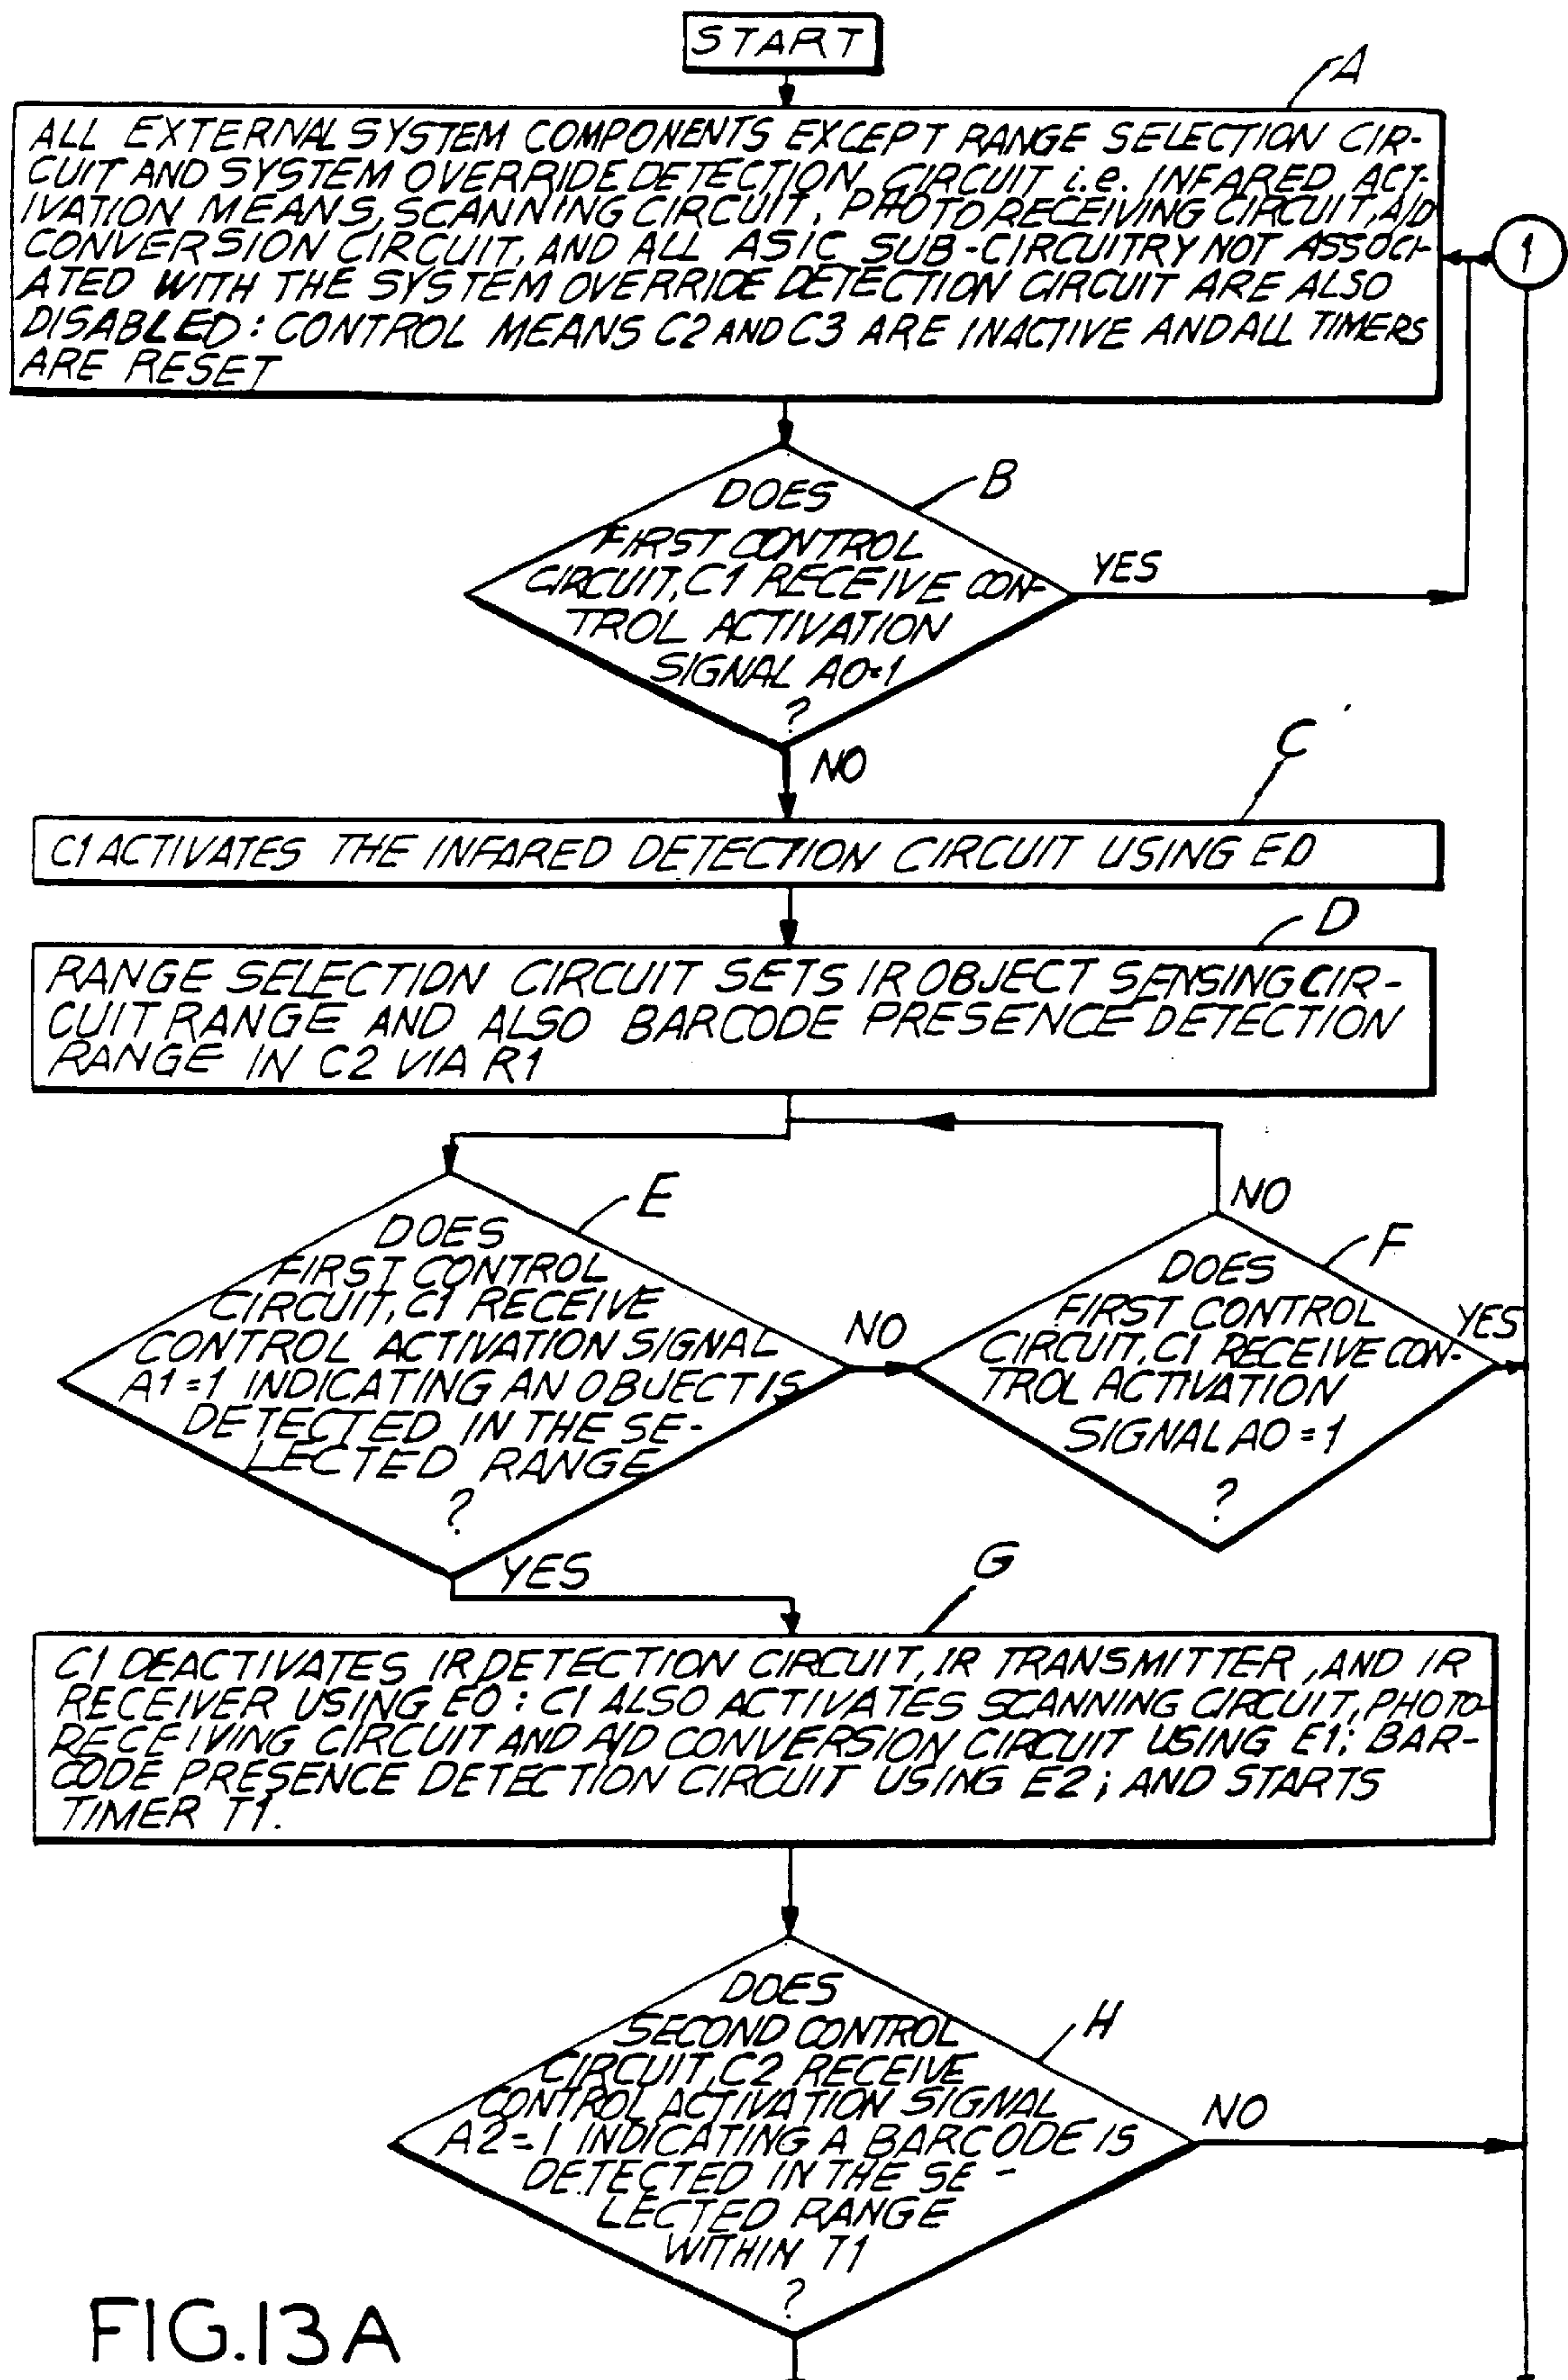 START
A
ALL EXTERNAL SYSTEM COMPONENTS EXCEPT RANGE SELECTION CIR-
CUIT AND SYSTEM OVERRIDE DETECTION CIRCUIT i.e. INFARED ACT-
IVATION MEANS, SCANNING CIRCUIT, PHOTORECEIVING CIRCUIT, A/D
CONVERSION CIRCUIT, AND ALL ASIC SUB-CIRCUITRY NOT ASSOCI-
ATED WITH THE SYSTEM OVERRIDE DETECTION CIRCUIT ARE ALSO
DISABLED: CONTROL MEANS C2 AND C3 ARE INACTIVE AND ALL TIMERS
ARE RESET
1
B
DOES
FIRST CONTROL
CIRCUIT, C1 RECEIVE CON-
TROL ACTIVATION
SIGNAL A0=1
?
YES
NO
C
C1 ACTIVATES THE INFARED DETECTION CIRCUIT USING E0
D
RANGE SELECTION CIRCUIT SETS IR OBJECT SENSING CIR-
CUIT RANGE AND ALSO BARCODE PRESENCE DETECTION
RANGE IN C2 VIA R1
E
DOES
FIRST CONTROL
CIRCUIT, C1 RECEIVE
CONTROL ACTIVATION SIGNAL
A1=1 INDICATING AN OBJECT IS
DETECTED IN THE SE-
LECTED RANGE
?
NO
YES
F
NO
DOES
FIRST CONTROL
CIRCUIT, C1 RECEIVE CON-
TROL ACTIVATION
SIGNAL A0=1
?
YES
G
C1 DEACTIVATES IR DETECTION CIRCUIT, IR TRANSMITTER, AND IR
RECEIVER USING E0: C1 ALSO ACTIVATES SCANNING CIRCUIT, PHOTO-
RECEIVING CIRCUIT AND A/D CONVERSION CIRCUIT USING E1; BAR-
CODE PRESENCE DETECTION CIRCUIT USING E2; AND STARTS
TIMER T1.
H
DOES
SECOND CONTROL
CIRCUIT, C2 RECEIVE
CONTROL ACTIVATION SIGNAL
A2=1 INDICATING A BARCODE IS
DETECTED IN THE SE-
LECTED RANGE
WITHIN T1
?
NO
FIG.13A